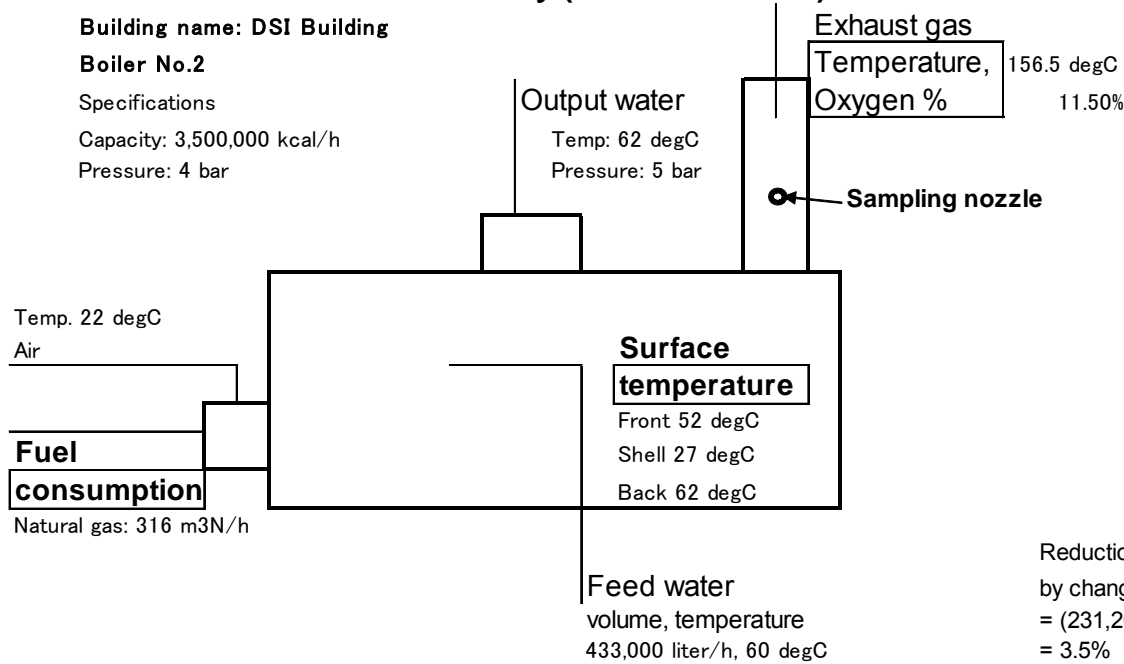 Building name: DSI Building
Boiler No.2
Specifications
Capacity: 3,500,000 kcal/h
Pressure: 4 bar
Output water
Temp: 62 degC
Pressure: 5 bar
Exhaust gas
Temperature, 156.5 degC
Oxygen % 11.50%
Sampling nozzle
Temp. 22 degC
Air
Surface
temperature
Front 52 degC
Shell 27 degC
Back 62 degC
Fuel
consumption
Natural gas: 316 m3N/h
Feed water
volume, temperature
433,000 liter/h, 60 degC
by
= 3.5%